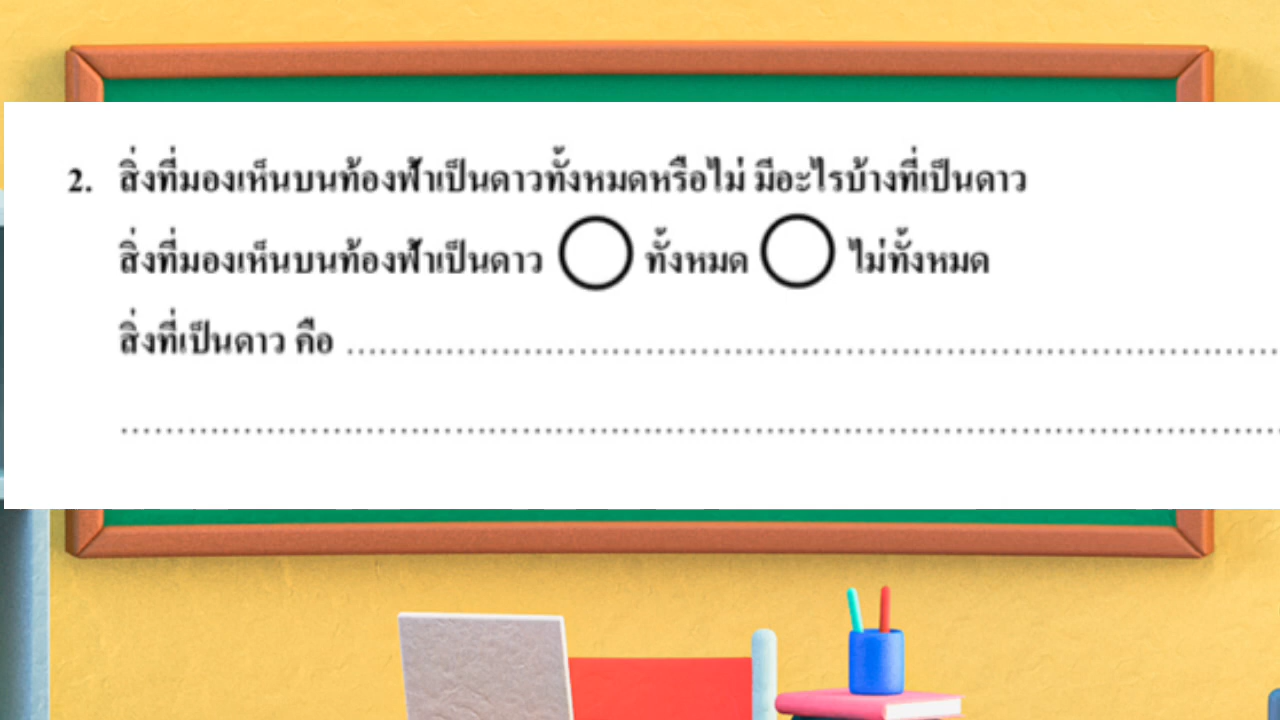 2. สิ่งที่มองเห็นบนท้องฟ้าเป็นดาวทั้งหมดหรือไม่ มีอะไรบ้างที่เป็นดาว
สิ่งที่มองเห็นบนท้องฟ้าเป็นดาว ◯ ทั้งหมด ◯ ไม่ทั้งหมด
สิ่งที่เป็นดาว คือ ....................................................................................
....................................................................................................